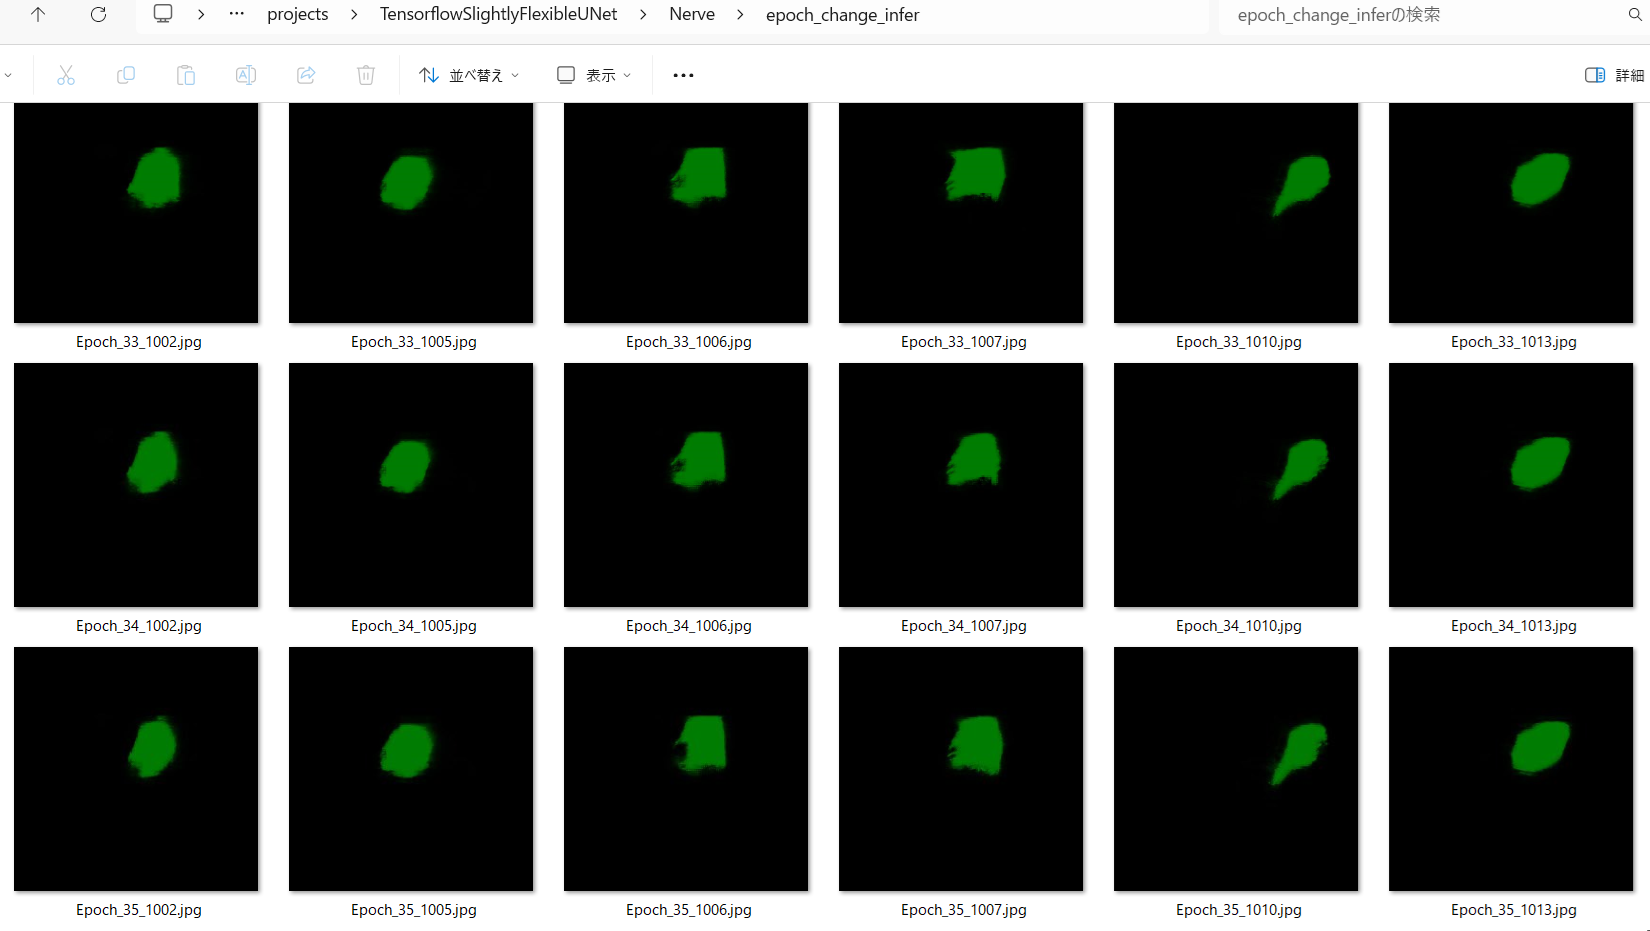 projects > TensorflowSlightlyFlexibleUNet > Nerve > epoch_change_infer
epoch_change_inferの検索
並べ替え 表示 詳細
Epoch_33_1002.jpg Epoch_33_1005.jpg Epoch_33_1006.jpg Epoch_33_1007.jpg Epoch_33_1010.jpg Epoch_33_1013.jpg
Epoch_34_1002.jpg Epoch_34_1005.jpg Epoch_34_1006.jpg Epoch_34_1007.jpg Epoch_34_1010.jpg Epoch_34_1013.jpg
Epoch_35_1002.jpg Epoch_35_1005.jpg Epoch_35_1006.jpg Epoch_35_1007.jpg Epoch_35_1010.jpg Epoch_35_1013.jpg